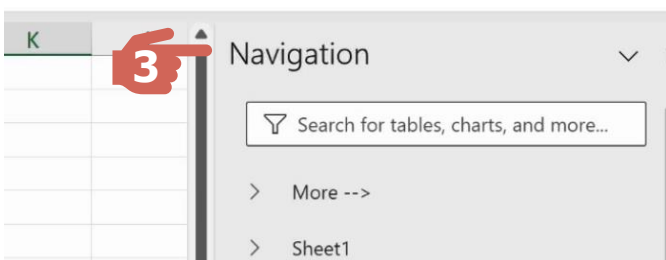 K
3
Navigation
Search for tables, charts, and more...
More -->
Sheet1